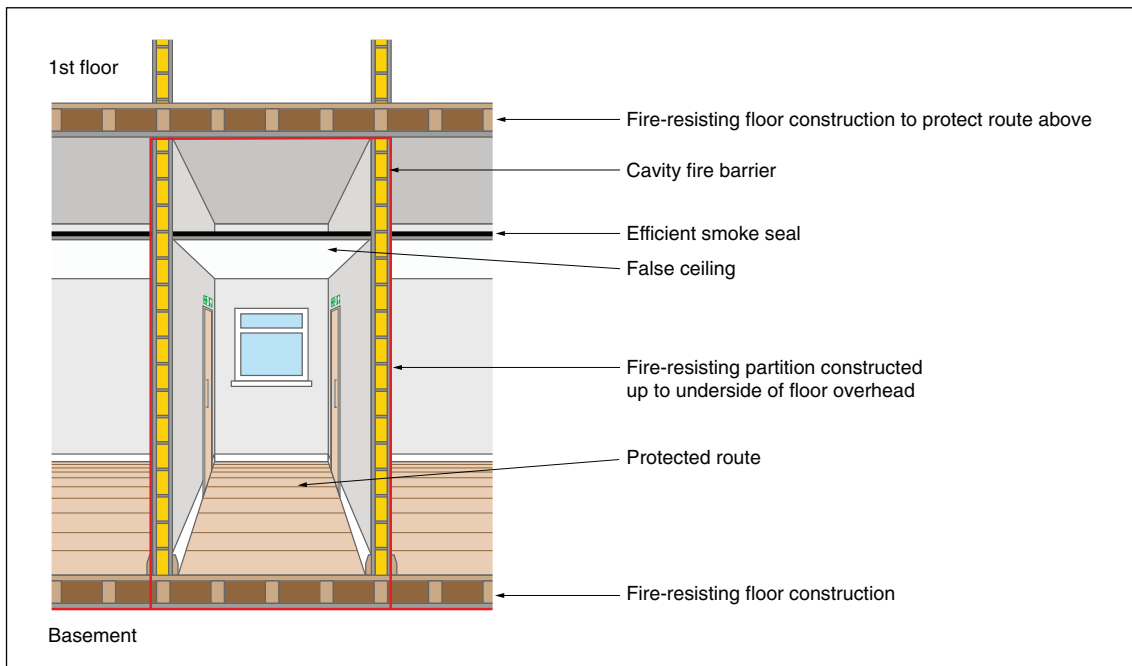 1st floor
Fire-resisting floor construction to protect route above
Cavity fire barrier
Efficient smoke seal
False ceiling
Fire-resisting partition constructed
up to underside of floor overhead
Protected route
Fire-resisting floor construction
Basement